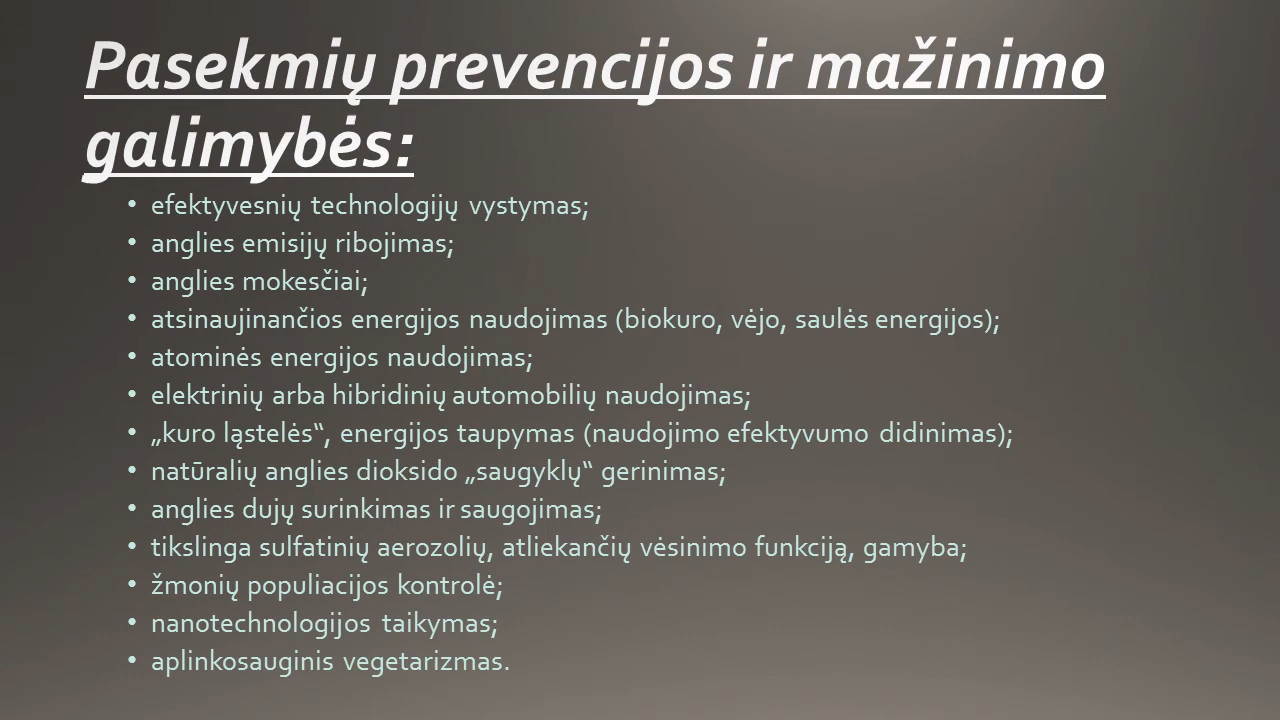 Pasekmių prevencijos ir mažinimo
galimybės:
• efektyvesnių technologijų vystymas;
• anglies emisijų ribojimas;
• anglies mokesčiai;
• atsinaujinančios energijos naudojimas (biokuro, vėjo, saulės energijos);
• atominės energijos naudojimas;
• elektrinių arba hibridinių automobilių naudojimas;
• „kuro ląstelės“, energijos taupymas (naudojimo efektyvumo didinimas);
• natūralių anglies dioksido „saugyklų“ gerinimas;
• anglies dujų surinkimas ir saugojimas;
• tikslinga sulfatinių aerozolių, atliekančių vėsinimo funkciją, gamyba;
• žmonių populiacijos kontrolė;
• nanotechnologijos taikymas;
• aplinkosauginis vegetarizmas.